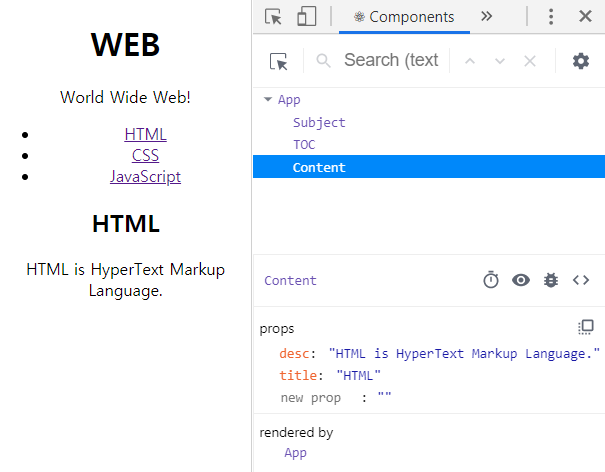 WEB
World Wide Web!
HTML
CSS
JavaScript
HTML
HTML is HyperText Markup
Language.
Components
Search (text
App
Subject
TOC
Content
Content
props
desc: "HTML is HyperText Markup Language."
title: "HTML"
new prop : ""
rendered by
App